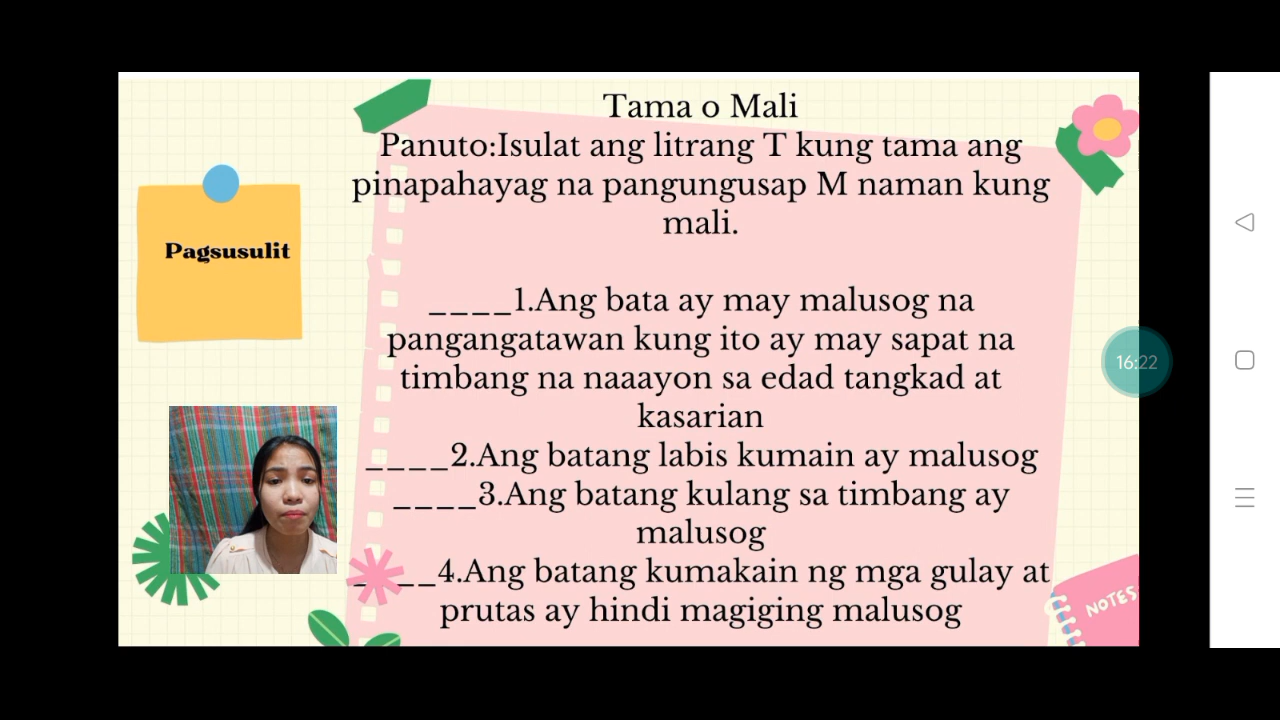 Tama o Mali
Panuto:Isulat ang litrang T kung tama ang
pinapahayag na pangungusap M naman kung
mali.
Pagsusulit
____1.Ang bata ay may malusog na
pangangatawan kung ito ay may sapat na
timbang na naaayon sa edad tangkad at
kasarian
____2.Ang batang labis kumain ay malusog
____3.Ang batang kulang sa timbang ay
malusog
____4.Ang batang kumakain ng mga gulay at
prutas ay hindi magiging malusog
16:22
NOTES